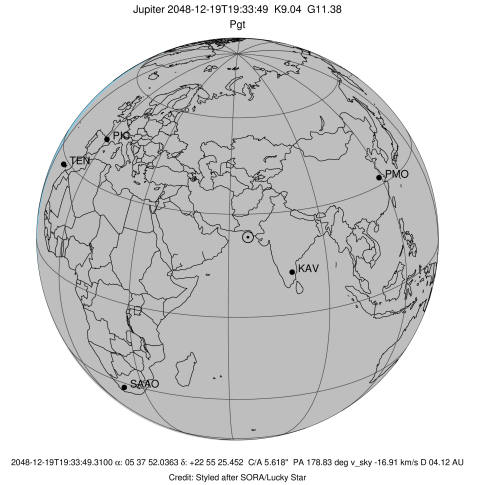 Jupiter 2048-12-19T19:33:49  K9.04  G11.38
Pgt
PIC
TEN
PMO
KAV
SAAO
2048-12-19T19:33:49.3100 α: 05 37 52.0363 δ: +22 55 25.452  C/A 5.618"  PA 178.83 deg v_sky -16.91 km/s D 04.12 AU
Credit: Styled after SORA/Lucky Star